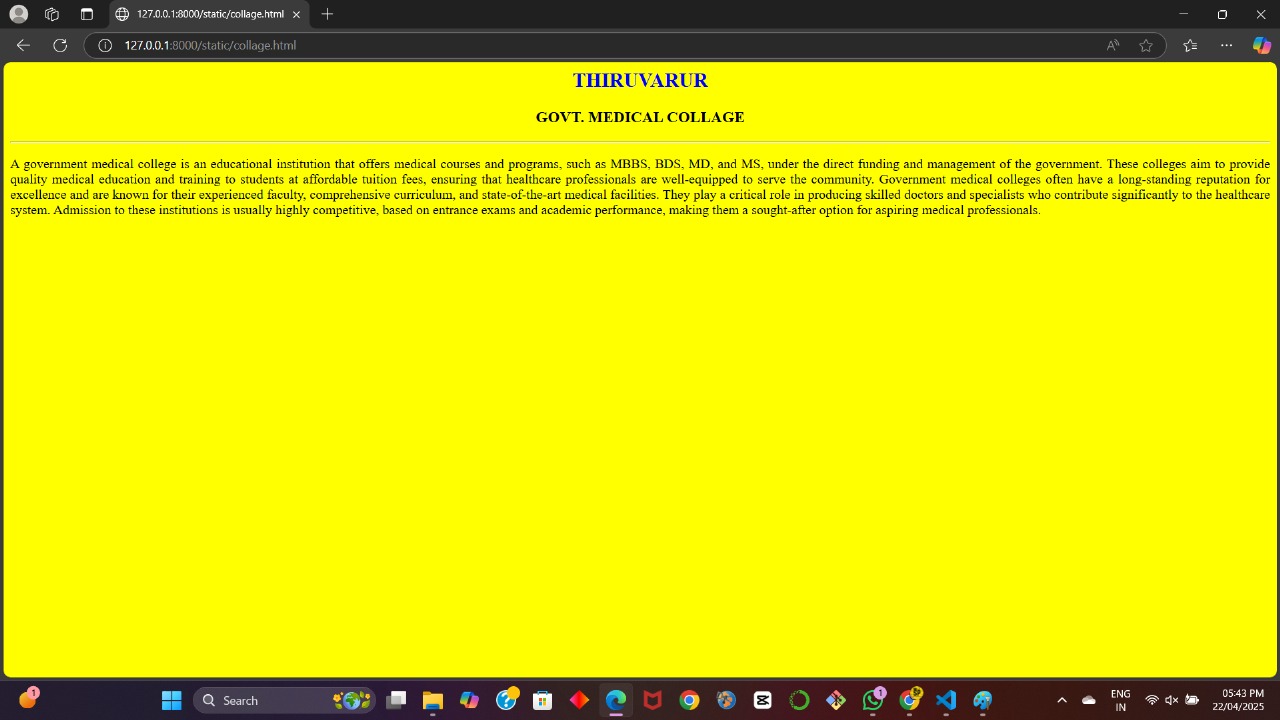 127.0.0.1:8000/static/collage.html
127.0.0.1:8000/static/collage.html
THIRUVARUR
GOVT. MEDICAL COLLAGE
A government medical college is an educational institution that offers medical courses and programs, such as MBBS, BDS, MD, and MS, under the direct funding and management of the government. These colleges aim to provide
quality medical education and training to students at affordable tuition fees, ensuring that healthcare professionals are well-equipped to serve the community. Government medical colleges often have a long-standing reputation for
excellence and are known for their experienced faculty, comprehensive curriculum, and state-of-the-art medical facilities. They play a critical role in producing skilled doctors and specialists who contribute significantly to the healthcare
system. Admission to these institutions is usually highly competitive, based on entrance exams and academic performance, making them a sought-after option for aspiring medical professionals.
1
Search
1
ENG
IN
05:43 PM
22/04/2025